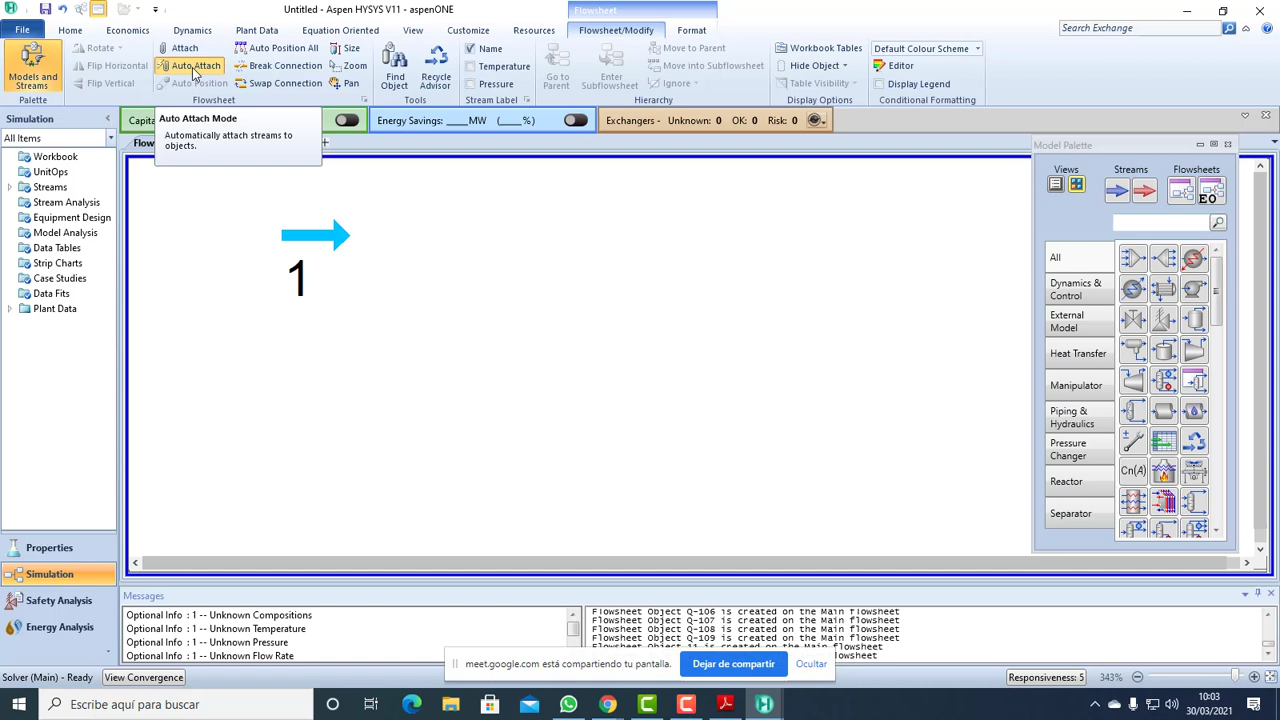 Untitled - Aspen HYSYS V11 - aspenONE
Flowsheet
File
Home
Economics
Dynamics
Plant Data
Equation Oriented
View
Customize
Resources
Flowsheet/Modify
Format
Search Exchange
Models and Streams
Palette
Rotate
Flip Horizontal
Flip Vertical
Attach
Auto Attach
Auto Position
Auto Position All
Break Connection
Swap Connection
Size
Zoom
Pan
Flowsheet
Find Object
Recycle Advisor
Tools
Name
Temperature
Pressure
Stream Label
Go to Parent
Enter Subflowsheet
Move to Parent
Move into Subflowsheet
Ignore
Hierarchy
Workbook Tables
Hide Object
Table Visibility
Display Options
Default Colour Scheme
Editor
Display Legend
Conditional Formatting
Simulation
All Items
Workbook
UnitOps
Streams
Stream Analysis
Equipment Design
Model Analysis
Data Tables
Strip Charts
Case Studies
Data Fits
Plant Data
Properties
Simulation
Safety Analysis
Energy Analysis
Auto Attach Mode
Automatically attach streams to
objects.
Energy Savings: ____MW (____%)
Exchangers - Unknown: 0 OK: 0 Risk: 0
1
Model Palette
Views
Streams
Flowsheets
EO
All
Dynamics & Control
External Model
Heat Transfer
Manipulator
Piping & Hydraulics
Pressure Changer
Reactor
Separator
Cn(A)
Messages
Optional Info : 1 -- Unknown Compositions
Optional Info : 1 -- Unknown Temperature
Optional Info : 1 -- Unknown Pressure
Optional Info : 1 -- Unknown Flow Rate
Flowsheet Object Q-106 is created on the Main flowsheet
Flowsheet Object Q-107 is created on the Main flowsheet
Flowsheet Object Q-108 is created on the Main flowsheet
Flowsheet Object Q-109 is created on the Main flowsheet
Flowsheet Object 11 is created on the Main flowsheet
meet.google.com está compartiendo tu pantalla.
Dejar de compartir
Ocultar
Solver (Main) - Ready
View Convergence
Responsiveness: 5
343%
Escribe aquí para buscar
10:03
30/03/2021